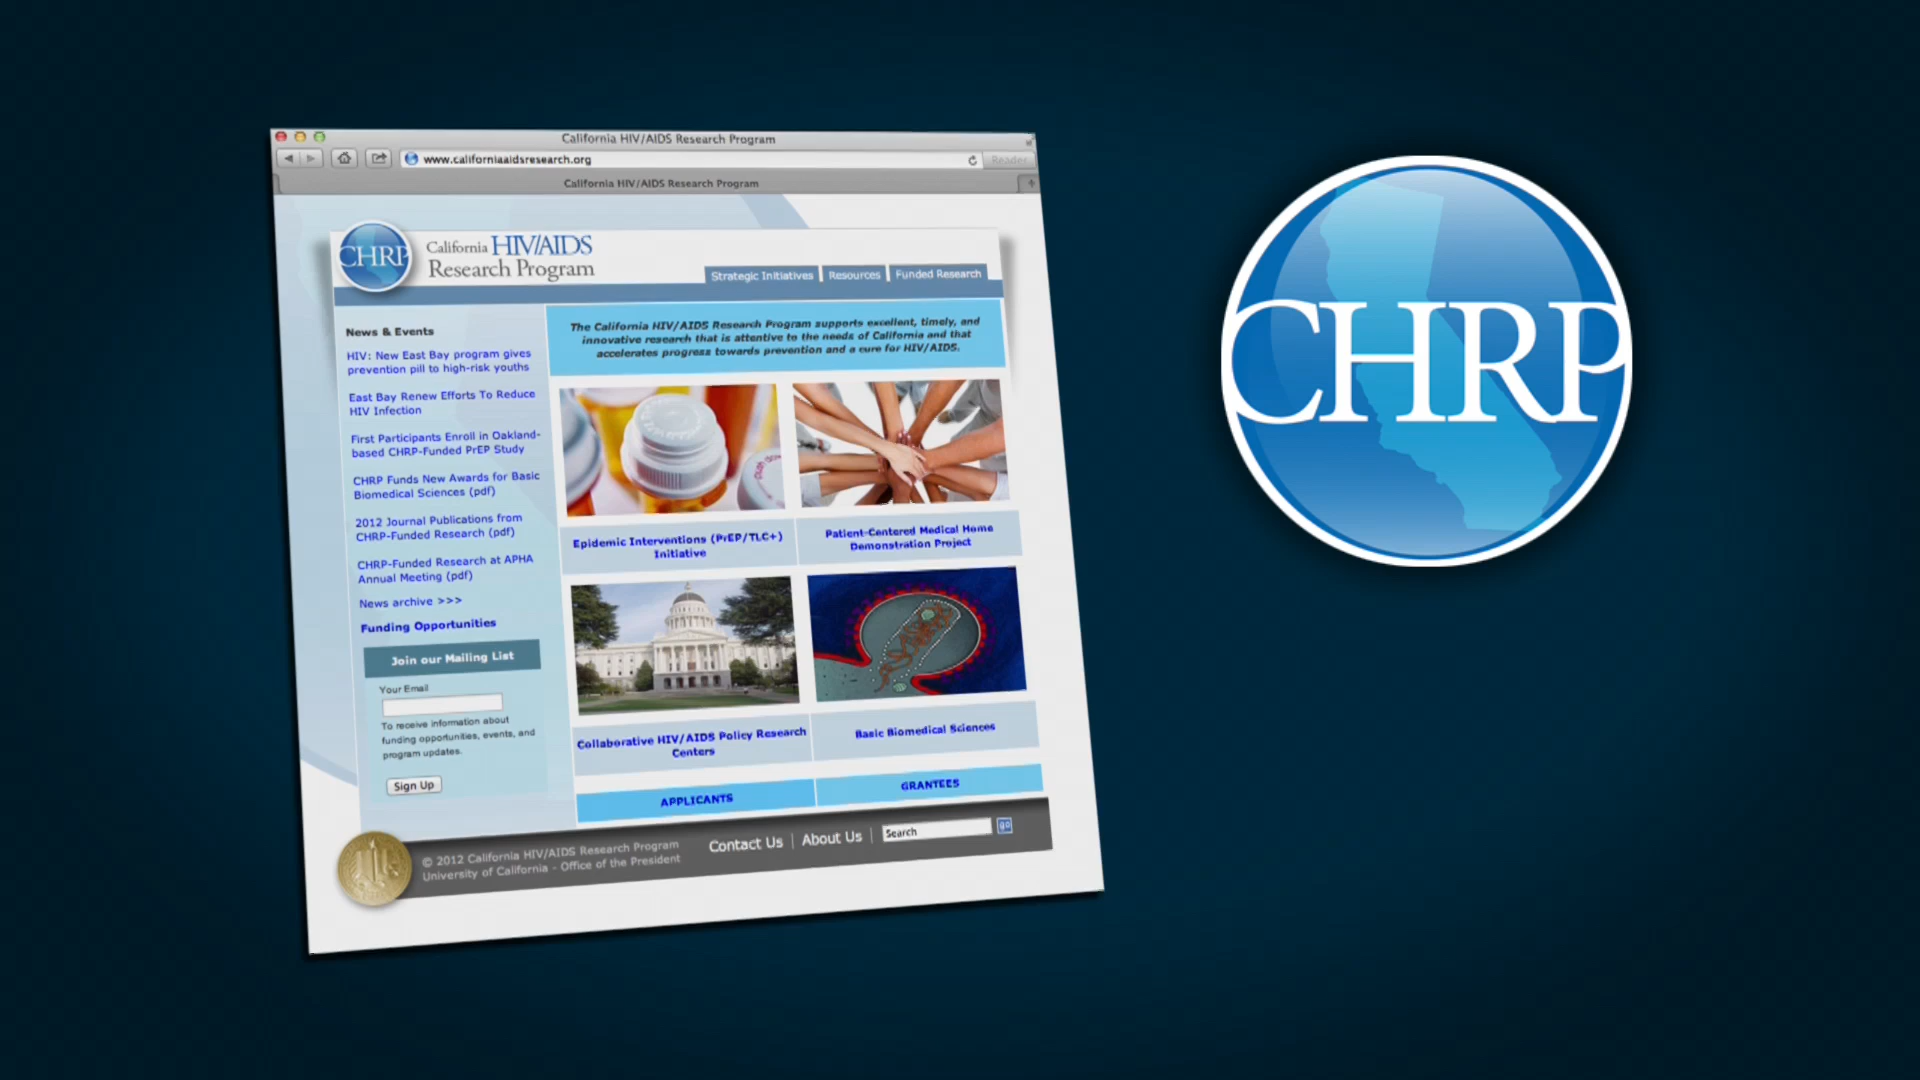 California HIV/AIDS Research Program
www.californiaaidsresearch.org
Reader
California HIV/AIDS Research Program
CHRP
California HIV/AIDS
Research Program
Strategic Initiatives
Resources
Funded Research
News & Events
HIV: New East Bay program gives
prevention pill to high-risk youths
East Bay Renew Efforts To Reduce
HIV Infection
First Participants Enroll in Oakland-
based CHRP-Funded PrEP Study
CHRP Funds New Awards for Basic
Biomedical Sciences (pdf)
2012 Journal Publications from
CHRP-Funded Research (pdf)
CHRP-Funded Research at APHA
Annual Meeting (pdf)
News archive >>>
Funding Opportunities
Join our Mailing List
Your Email
To receive information about
funding opportunities, events, and
program updates.
Sign Up
The California HIV/AIDS Research Program supports excellent, timely, and
innovative research that is attentive to the needs of California and that
accelerates progress towards prevention and a cure for HIV/AIDS.
Epidemic Interventions (PrEP/TLC+)
Initiative
Patient-Centered Medical Home
Demonstration Project
Collaborative HIV/AIDS Policy Research
Centers
Basic Biomedical Sciences
APPLICANTS
GRANTEES
© 2012 California HIV/AIDS Research Program
University of California - Office of the President
Contact Us | About Us |
Search
go
CHRP